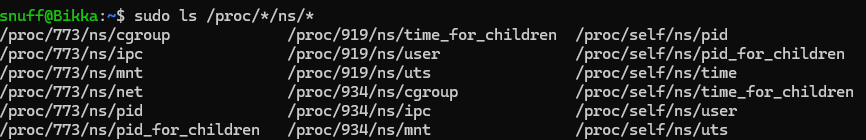 snuff@Bikka:~$ sudo ls /proc/*/ns/*
/proc/773/ns/cgroup /proc/919/ns/time_for_children /proc/self/ns/pid
/proc/773/ns/ipc /proc/919/ns/user /proc/self/ns/pid_for_children
/proc/773/ns/mnt /proc/919/ns/uts /proc/self/ns/time
/proc/773/ns/net /proc/934/ns/cgroup /proc/self/ns/time_for_children
/proc/773/ns/pid /proc/934/ns/ipc /proc/self/ns/user
/proc/773/ns/pid_for_children /proc/934/ns/mnt /proc/self/ns/uts